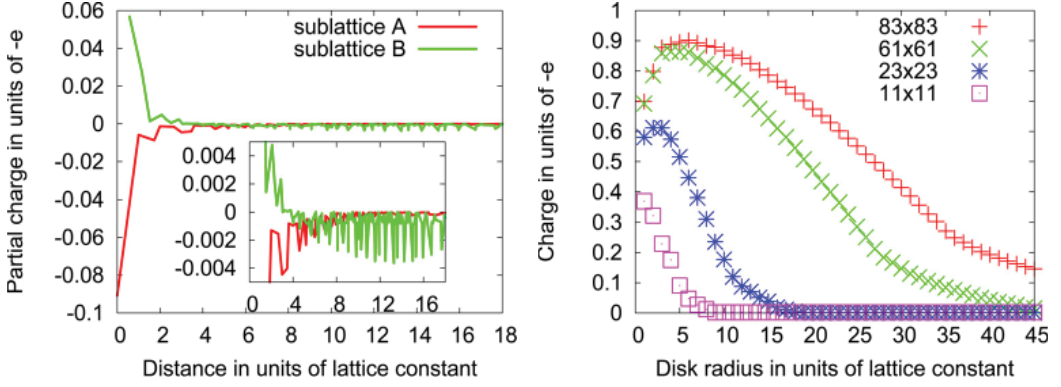 Partial charge in units of -e
0.06
0.04
0.02
0
-0.02
-0.04
-0.06
-0.08
-0.1
sublattice A
sublattice B
0.004
0.002
0
-0.002
-0.004
0 4 8 12 16
0 2 4 6 8 10 12 14 16 18
Distance in units of lattice constant
Charge in units of -e
1
0.9
0.8
0.7
0.6
0.5
0.4
0.3
0.2
0.1
0
83x83
61x61
23x23
11x11
0 5 10 15 20 25 30 35 40 45
Disk radius in units of lattice constant